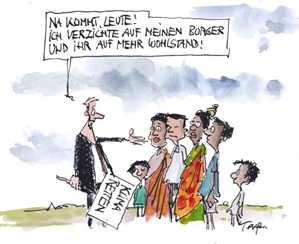 NA KOMMT, LEUTE!
ICH VERZICHTE AUF MEINEN BURGER
UND IHR AUF MEHR WOHLSTAND!
KLIMA
RETTEN